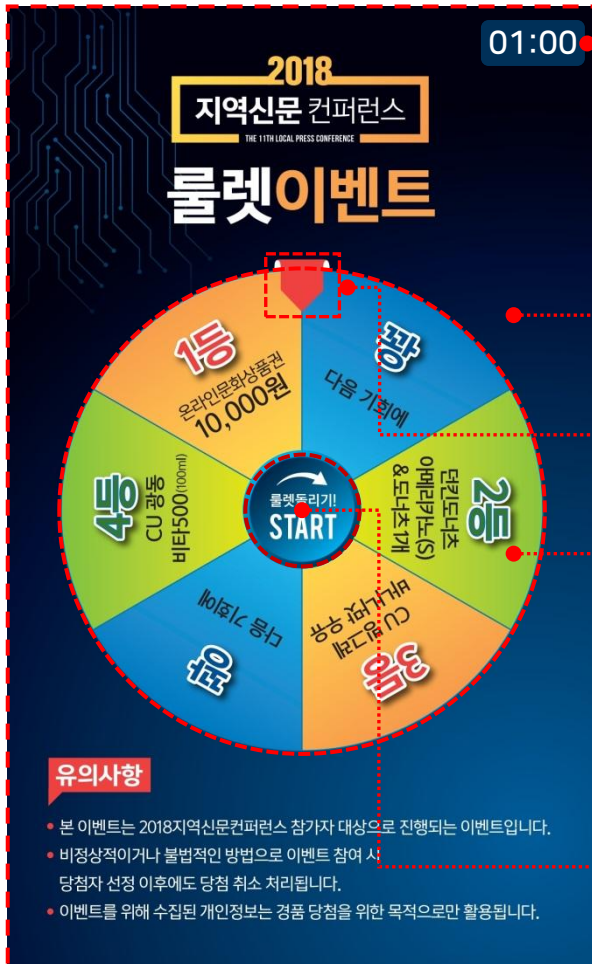 01:00
2018
지역신문 컨퍼런스
THE 11TH LOCAL PRESS CONFERENCE
룰렛이벤트
1등
온라인문화상품권
10,000원
꽝
다음 기회에
4등
CU 광동
비타500(100ml)
룰렛돌리기!
START
2등
던킨도너츠
아메리카노(S)
& 도너츠 1개
꽝
다음 기회에
3등
CU 빙그레
바나나맛 우유
유의사항
• 본 이벤트는 2018지역신문컨퍼런스 참가자 대상으로 진행되는 이벤트입니다.
• 비정상적이거나 불법적인 방법으로 이벤트 참여 시
당첨자 선정 이후에도 당첨 취소 처리됩니다.
• 이벤트를 위해 수집된 개인정보는 경품 당첨을 위한 목적으로만 활용됩니다.